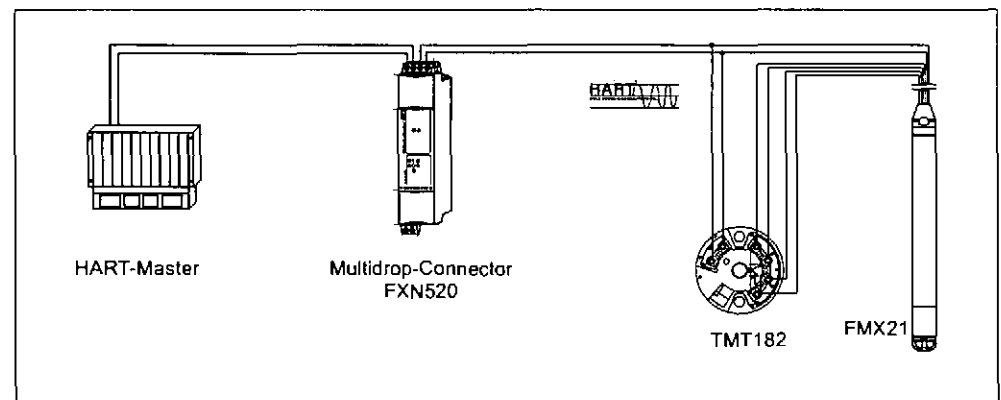 HART
HART-Master
Multidrop-Connector
FXN520
TMT182
FMX21